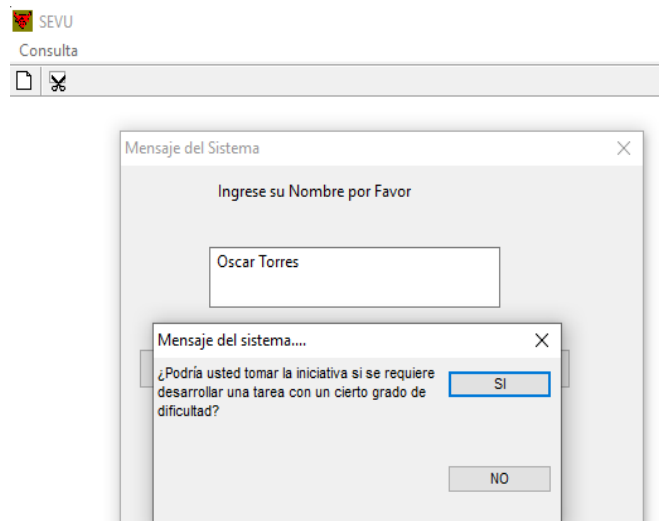 SEVU
Consulta
Mensaje del Sistema
Ingrese su Nombre por Favor
Oscar Torres
Mensaje del sistema....
¿Podría usted tomar la iniciativa si se requiere
desarrollar una tarea con un cierto grado de
dificultad?
SI
NO